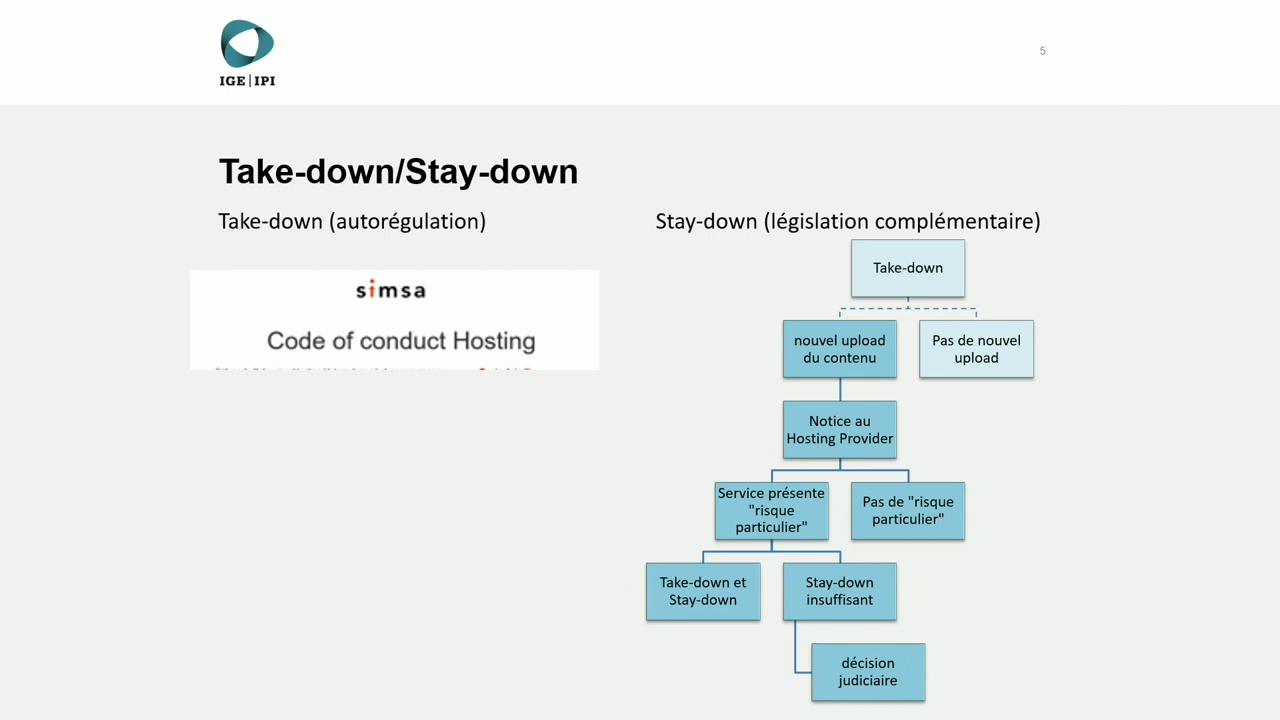 IGE|IPI
5
Take-down/Stay-down
Take-down (autorégulation)
simsa
Code of conduct Hosting
Stay-down (législation complémentaire)
Take-down
nouvel upload
du contenu
Pas de nouvel
upload
Notice au
Hosting Provider
Service présente
"risque
particulier"
Pas de "risque
particulier"
Take-down et
Stay-down
Stay-down
insuffisant
décision
judiciaire